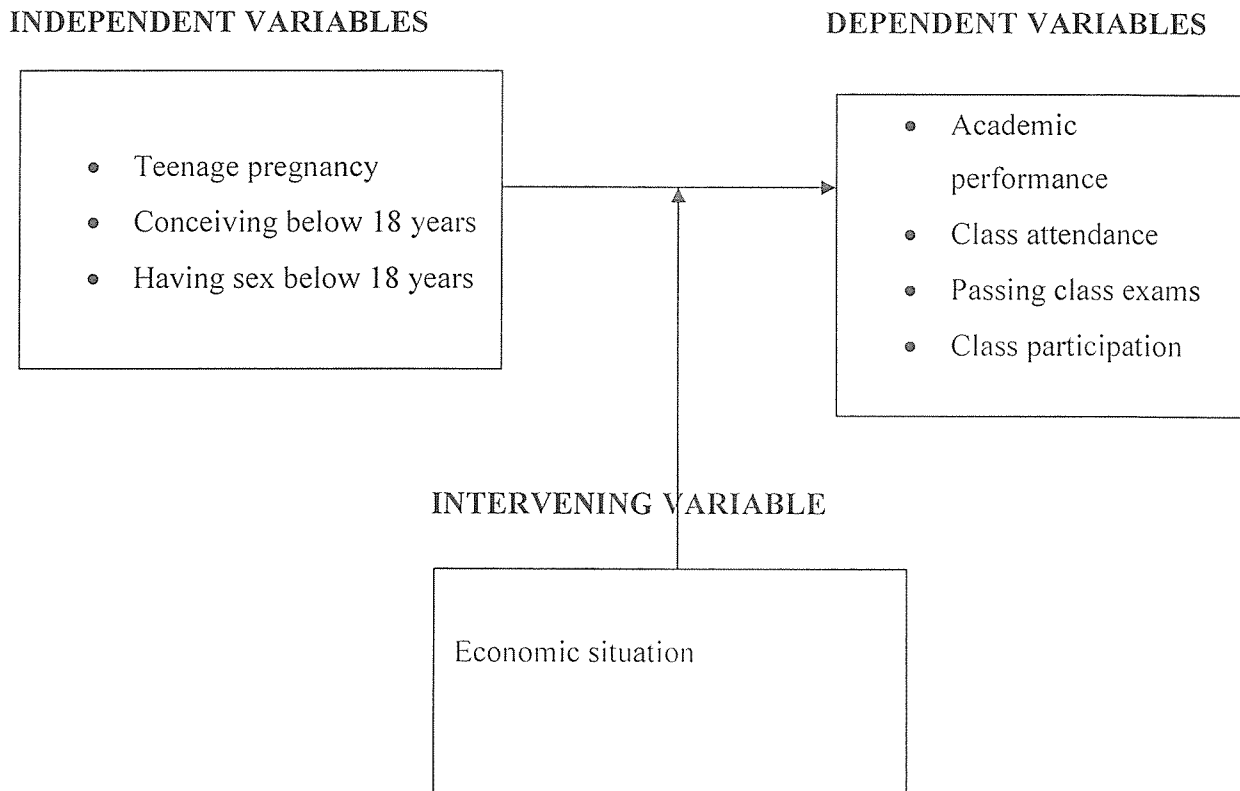 INDEPENDENT VARIABLES
DEPENDENT VARIABLES
• Teenage pregnancy
• Conceiving below 18 years
• Having sex below 18 years
• Academic
performance
• Class attendance
• Passing class exams
• Class participation
INTERVENING VARIABLE
Economic situation